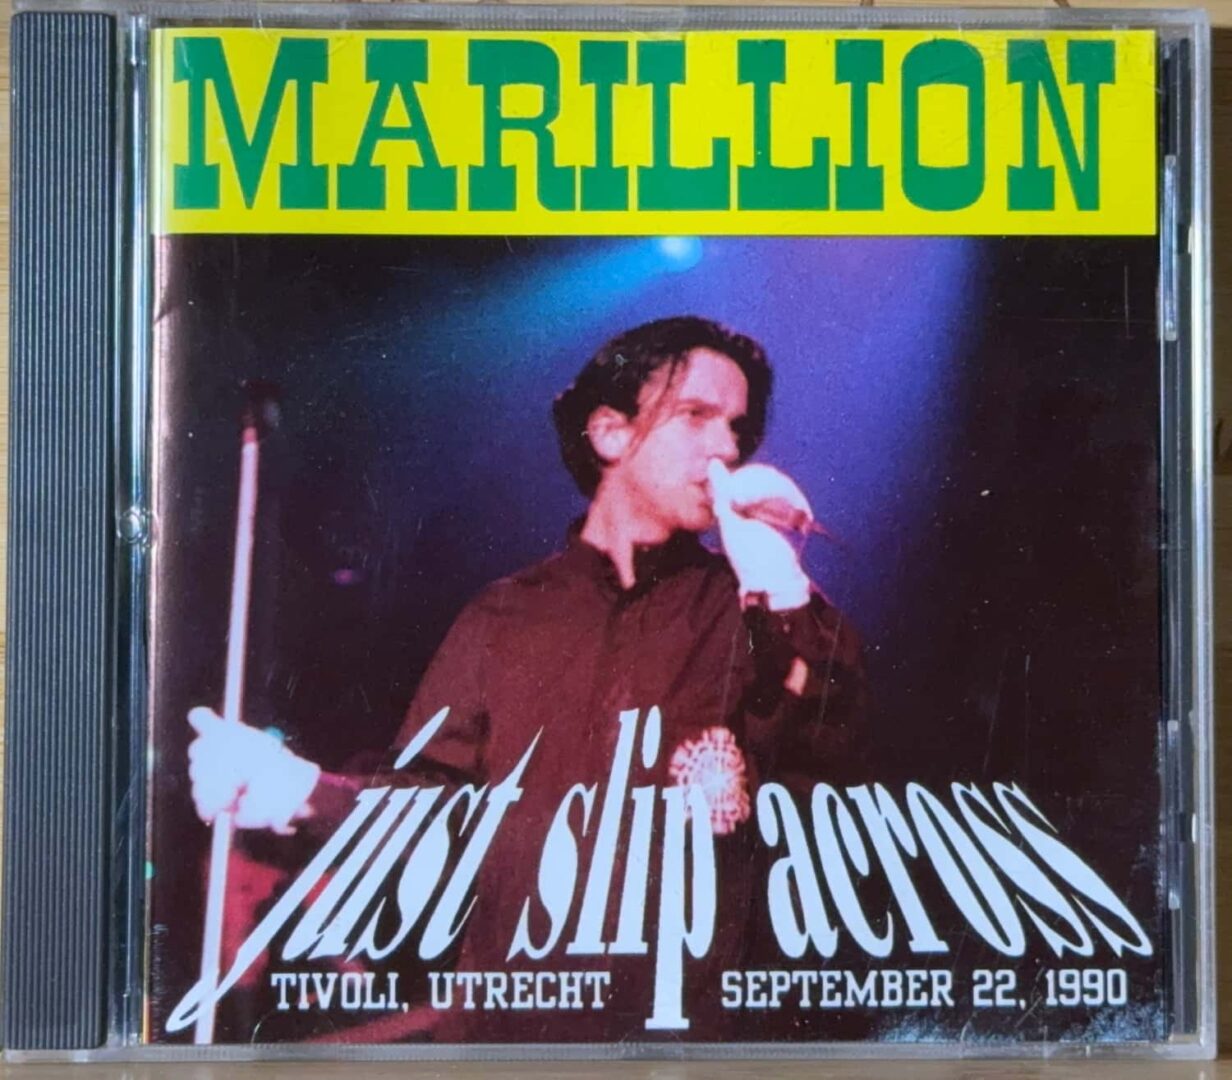 MARILLION
just slip across
TIVOLI, UTRECHT SEPTEMBER 22, 1990